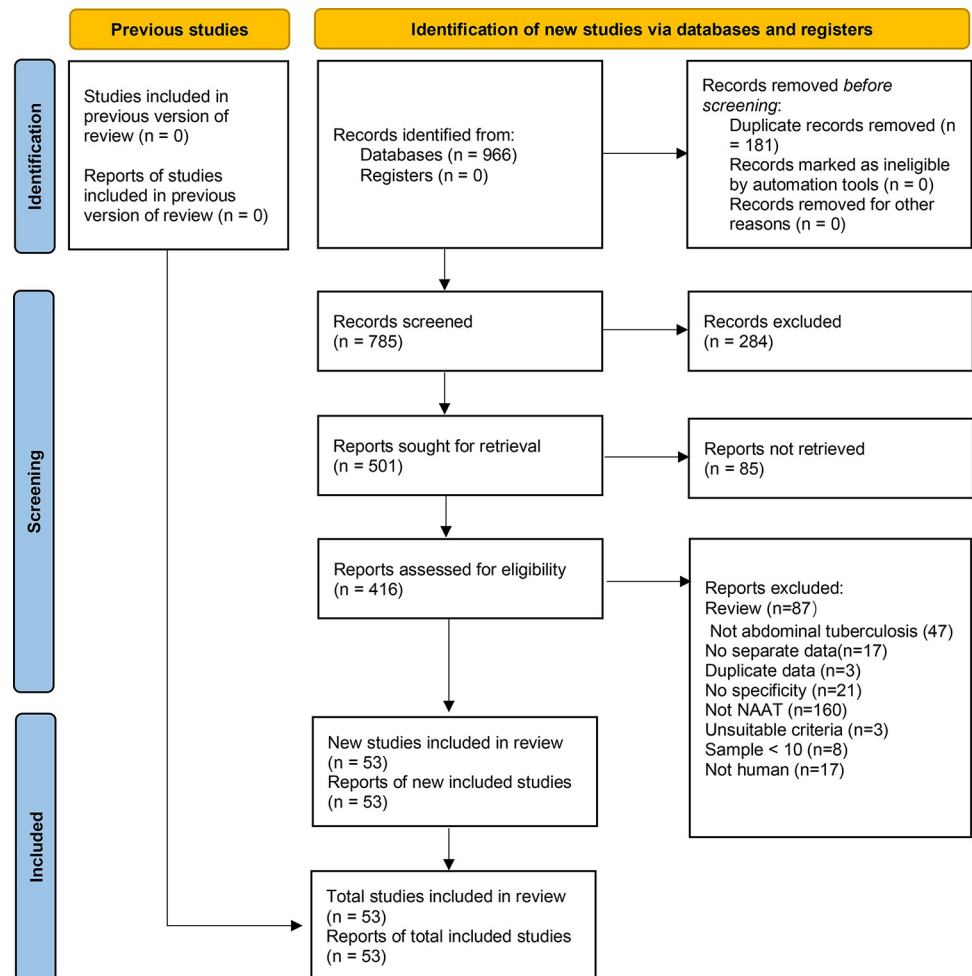 Previous studies
Identification of new studies via databases and registers
Identification
Studies included in
previous version of
review (n = 0)
Reports of studies
included in previous
version of review (n = 0)
Records identified from:
Databases (n = 966)
Registers (n = 0)
Records removed before
screening:
Duplicate records removed (n
= 181)
Records marked as ineligible
by automation tools (n = 0)
Records removed for other
reasons (n = 0)
Screening
Records screened
(n = 785)
Records excluded
(n = 284)
Reports sought for retrieval
(n = 501)
Reports not retrieved
(n = 85)
Reports assessed for eligibility
(n = 416)
Reports excluded:
Review (n=87)
Not abdominal tuberculosis (47)
No separate data(n=17)
Duplicate data (n=3)
No specificity (n=21)
Not NAAT (n=160)
Unsuitable criteria (n=3)
Sample < 10 (n=8)
Not human (n=17)
Included
New studies included in review
(n = 53)
Reports of new included studies
(n = 53)
Total studies included in review
(n = 53)
Reports of total included studies
(n = 53)